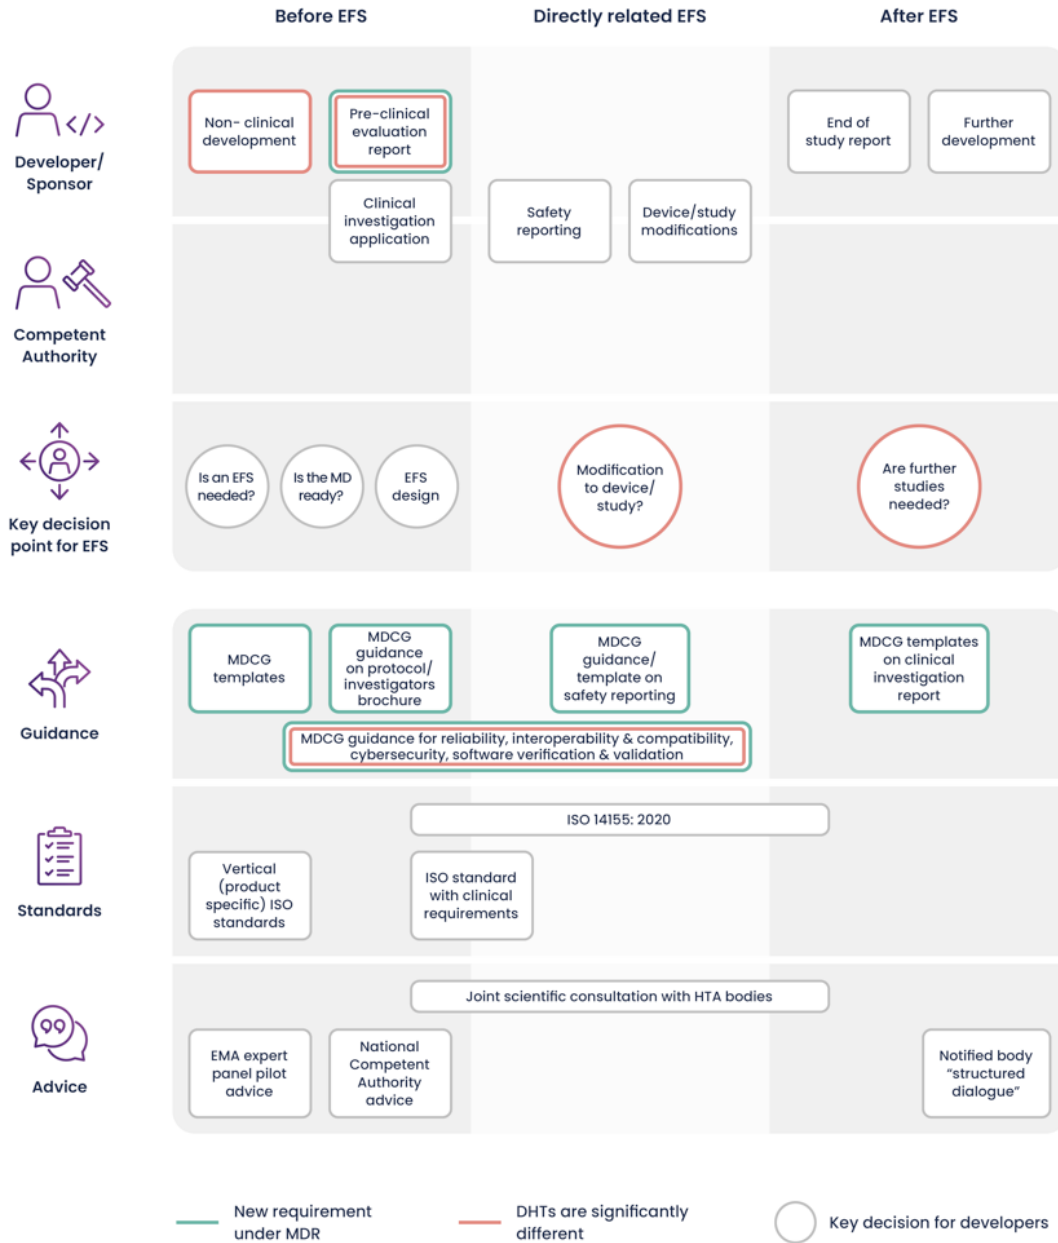 Before EFS
Directly related EFS
After EFS
Developer/
Sponsor
Non- clinical
development
Pre-clinical
evaluation
report
End of
study report
Further
development
Clinical
investigation
application
Safety
reporting
Device/study
modifications
Competent
Authority
Key decision
point for EFS
Is an EFS
needed?
Is the MD
ready?
EFS
design
Modification
to device/
study?
Are further
studies
needed?
Guidance
MDCG
templates
MDCG
guidance
on protocol/
investigators
brochure
MDCG
guidance/
template on
safety reporting
MDCG templates
on clinical
investigation
report
MDCG guidance for reliability, interoperability & compatibility,
cybersecurity, software verification & validation
Standards
ISO 14155: 2020
Vertical
(product
specific) ISO
standards
ISO standard
with clinical
requirements
Advice
Joint scientific consultation with HTA bodies
EMA expert
panel pilot
advice
National
Competent
Authority
advice
Notified body
“structured
dialogue”
New requirement
under MDR
DHTs are significantly
different
Key decision for developers